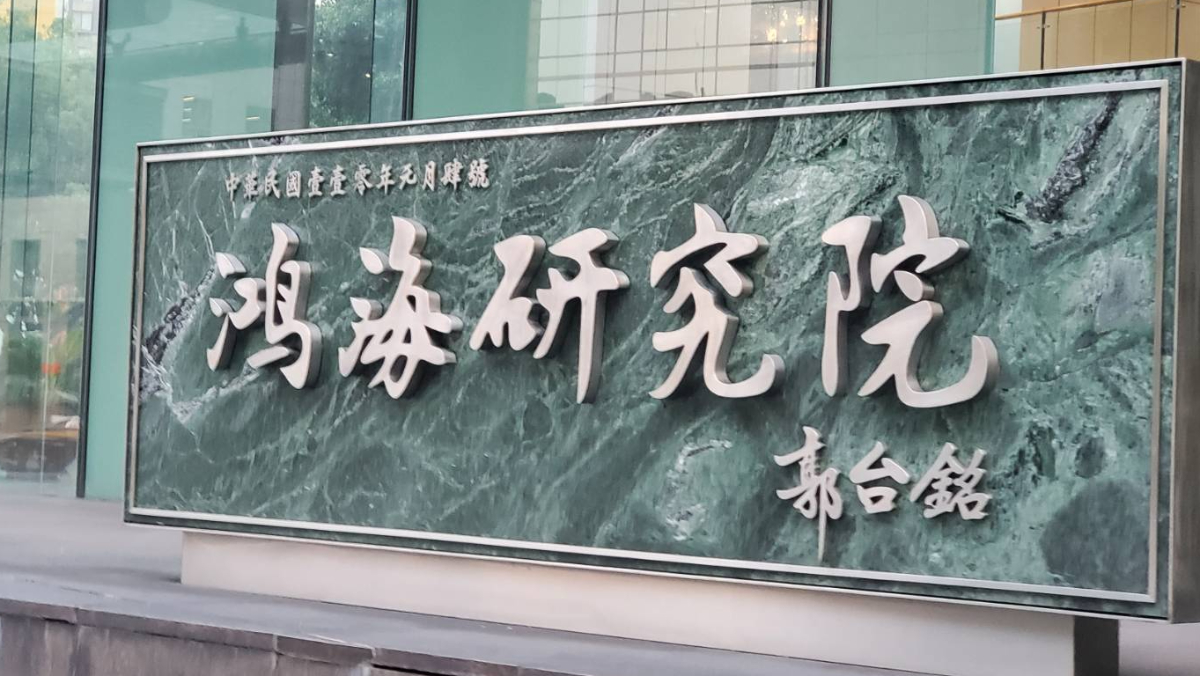 中華民國壹壹零年元月肆號
鴻海研究院
郭台銘